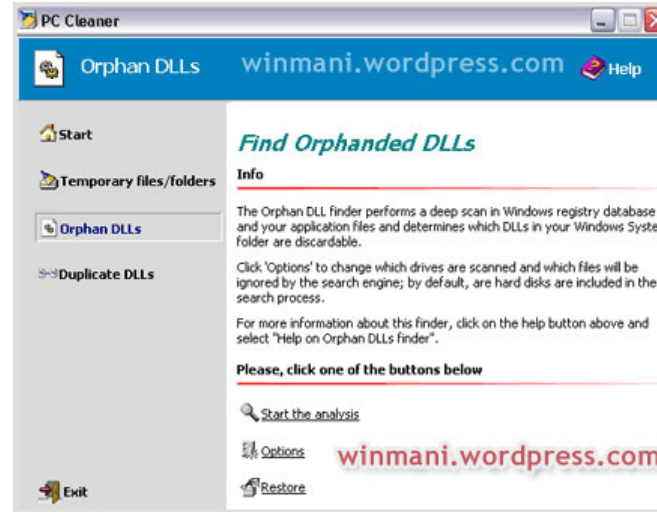 PC Cleaner
Orphan DLLs
winmani.wordpress.com
Help
Start
Temporary files/folders
Orphan DLLs
Duplicate DLLs
Exit
Find Orphanded DLLs
Info
The Orphan DLL finder performs a deep scan in Windows registry database
and your application files and determines which DLLs in your Windows Syste
folder are discardable.
Click 'Options' to change which drives are scanned and which files will be
ignored by the search engine; by default, are hard disks are included in the
search process.
For more information about this finder, click on the help button above and
select "Help on Orphan DLLs finder".
Please, click one of the buttons below
Start the analysis
Options
winmani.wordpress.com
Restore